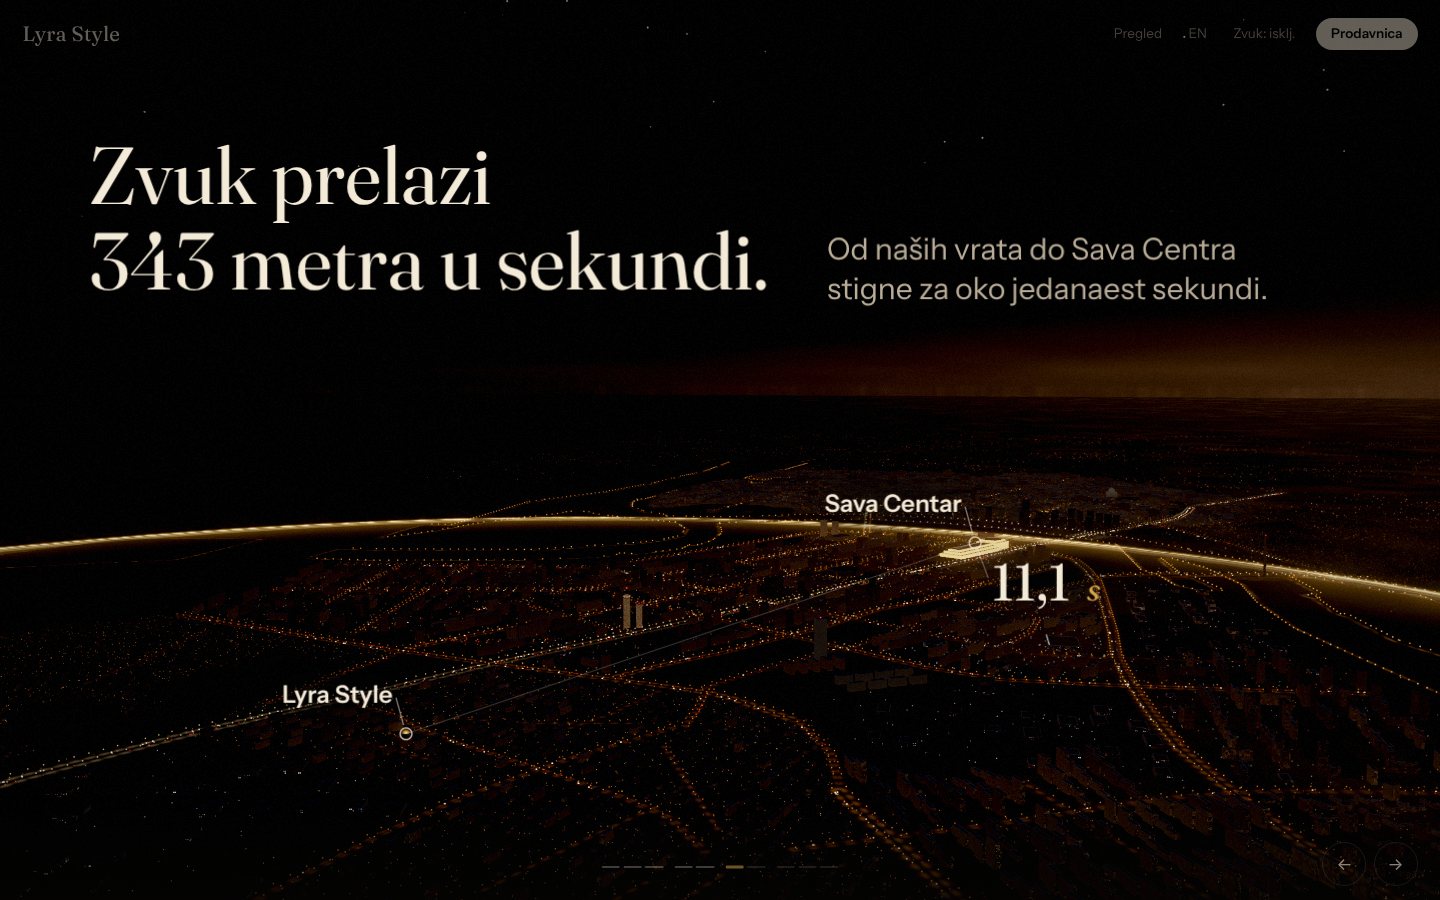 Lyra Style
Pregled
EN
Zvuk: isklj.
Prodavnica
Zvuk prelazi
343 metra u sekundi.
Od naših vrata do Sava Centra
stigne za oko jedanaest sekundi.
Sava Centar
11,1 s
Lyra Style